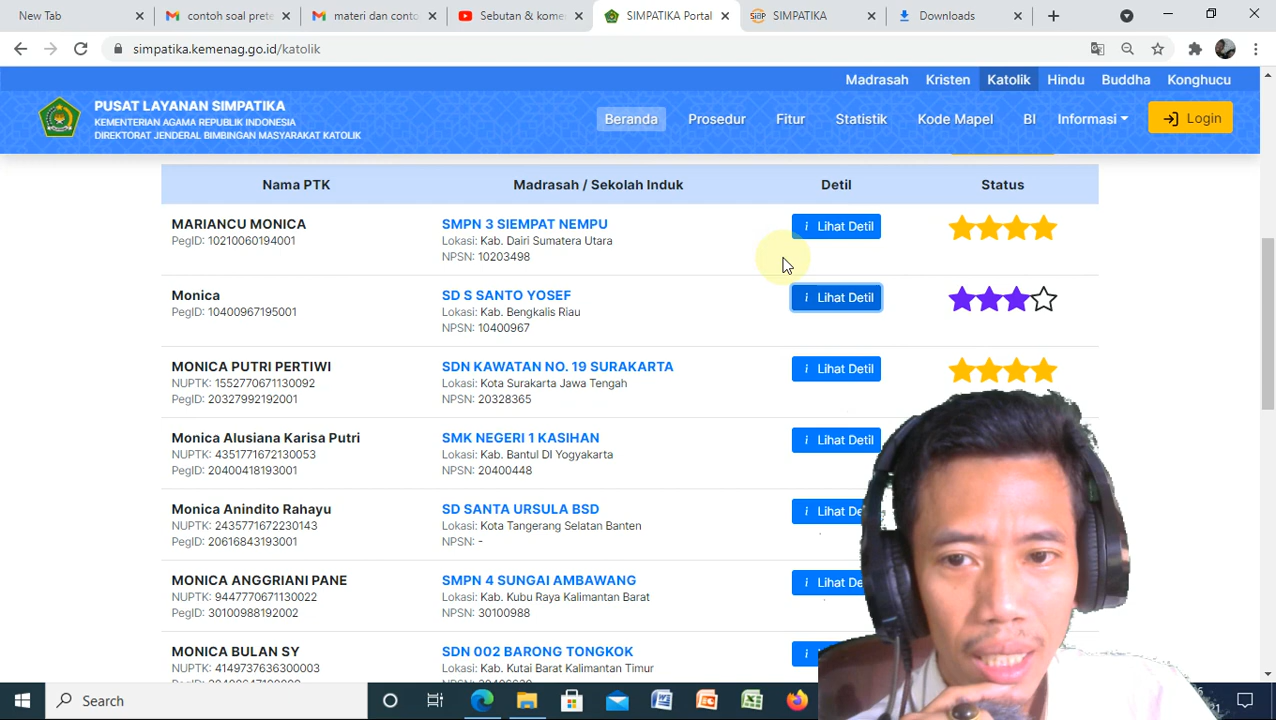 New Tab
contoh soal prete
materi dan conto
Sebutan & kome
SIMPATIKA Portal
SIMPATIKA
Downloads
simpatika.kemenag.go.id/katolik
Madrasah Kristen Katolik Hindu Buddha Konghucu
PUSAT LAYANAN SIMPATIKA
KEMENTERIAN AGAMA REPUBLIK INDONESIA
DIREKTORAT JENDERAL BIMBINGAN MASYARAKAT KATOLIK
Beranda Prosedur Fitur Statistik Kode Mapel BI Informasi Login
Nama PTK Madrasah / Sekolah Induk Detil Status
MARIANCU MONICA SMPN 3 SIEMPAT NEMPU i Lihat Detil
PegID: 10210060194001 Lokasi: Kab. Dairi Sumatera Utara
NPSN: 10203498
Monica SD S SANTO YOSEF i Lihat Detil
PegID: 10400967195001 Lokasi: Kab. Bengkalis Riau
NPSN: 10400967
MONICA PUTRI PERTIWI SDN KAWATAN NO. 19 SURAKARTA i Lihat Detil
NUPTK: 1552770671130092 Lokasi: Kota Surakarta Jawa Tengah
PegID: 20327992192001 NPSN: 20328365
Monica Alusiana Karisa Putri SMK NEGERI 1 KASIHAN i Lihat Detil
NUPTK: 4351771672130053 Lokasi: Kab. Bantul DI Yogyakarta
PegID: 20400418193001 NPSN: 20400448
Monica Anindito Rahayu SD SANTA URSULA BSD i Lihat De
NUPTK: 2435771672230143 Lokasi: Kota Tangerang Selatan Banten
PegID: 20616843193001 NPSN: -
MONICA ANGGRIANI PANE SMPN 4 SUNGAI AMBAWANG i Lihat De
NUPTK: 9447770671130022 Lokasi: Kab. Kubu Raya Kalimantan Barat
PegID: 30100988192002 NPSN: 30100988
MONICA BULAN SY SDN 002 BARONG TONGKOK
NUPTK: 4149737636300003 Lokasi: Kab. Kutai Barat Kalimantan Timur
Search